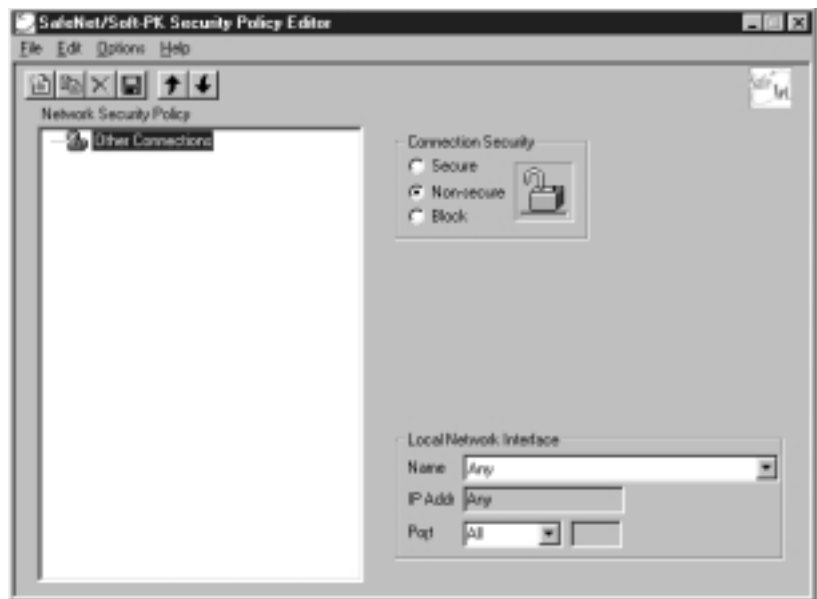 SafeNet/Soft-PK Security Policy Editor
File Edit Options Help
Network Security Policy
Other Connections
Connection Security
Secure
Non-secure
Block
Local Network Interface
Name Any
IP Addr Any
Port All